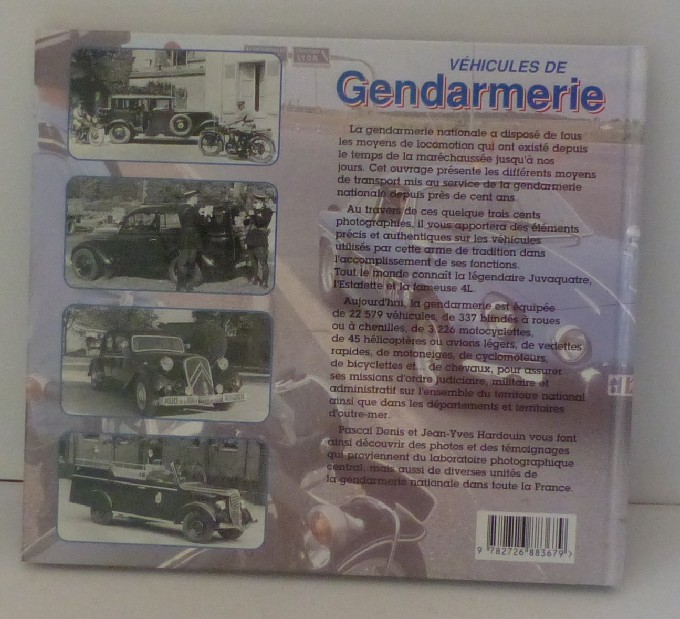 VÉHICULES DE
Gendarmerie
La gendarmerie nationale a disposé de tous
les moyens de locomotion qui ont existé depuis
le temps de la maréchaussée jusqu'à nos
jours. Cet ouvrage présente les différents moyens
de transport mis au service de la gendarmerie
nationale depuis près de cent ans.
Au travers de ces quelque trois cents
photographies, il vous apportera des éléments
précis et authentiques sur les véhicules
utilisés par cette arme de tradition dans
l'accomplissement de ses fonctions.
Tout le monde connaît la légendaire Juvaquatre,
l'Estafette et la fameuse 4L.
Aujourd'hui, la gendarmerie est équipée
de 22 579 véhicules, de 337 blindés à roues
ou à chenilles, de 3 226 motocyclettes,
de 45 hélicoptères ou avions légers, de vedettes
rapides, de motoneiges, de cyclomoteurs,
de bicyclettes et... de chevaux, pour assurer
ses missions d'ordre judiciaire, militaire et
administratif sur l'ensemble du territoire national
ainsi que dans les départements et territoires
d'outre-mer.
Pascal Denis et Jean-Yves Hardouin vous font
ainsi découvrir des photos et des témoignages
qui proviennent du laboratoire photographique
central, mais aussi de diverses unités de
la gendarmerie nationale dans toute la France.
9 782726 883679
LYON